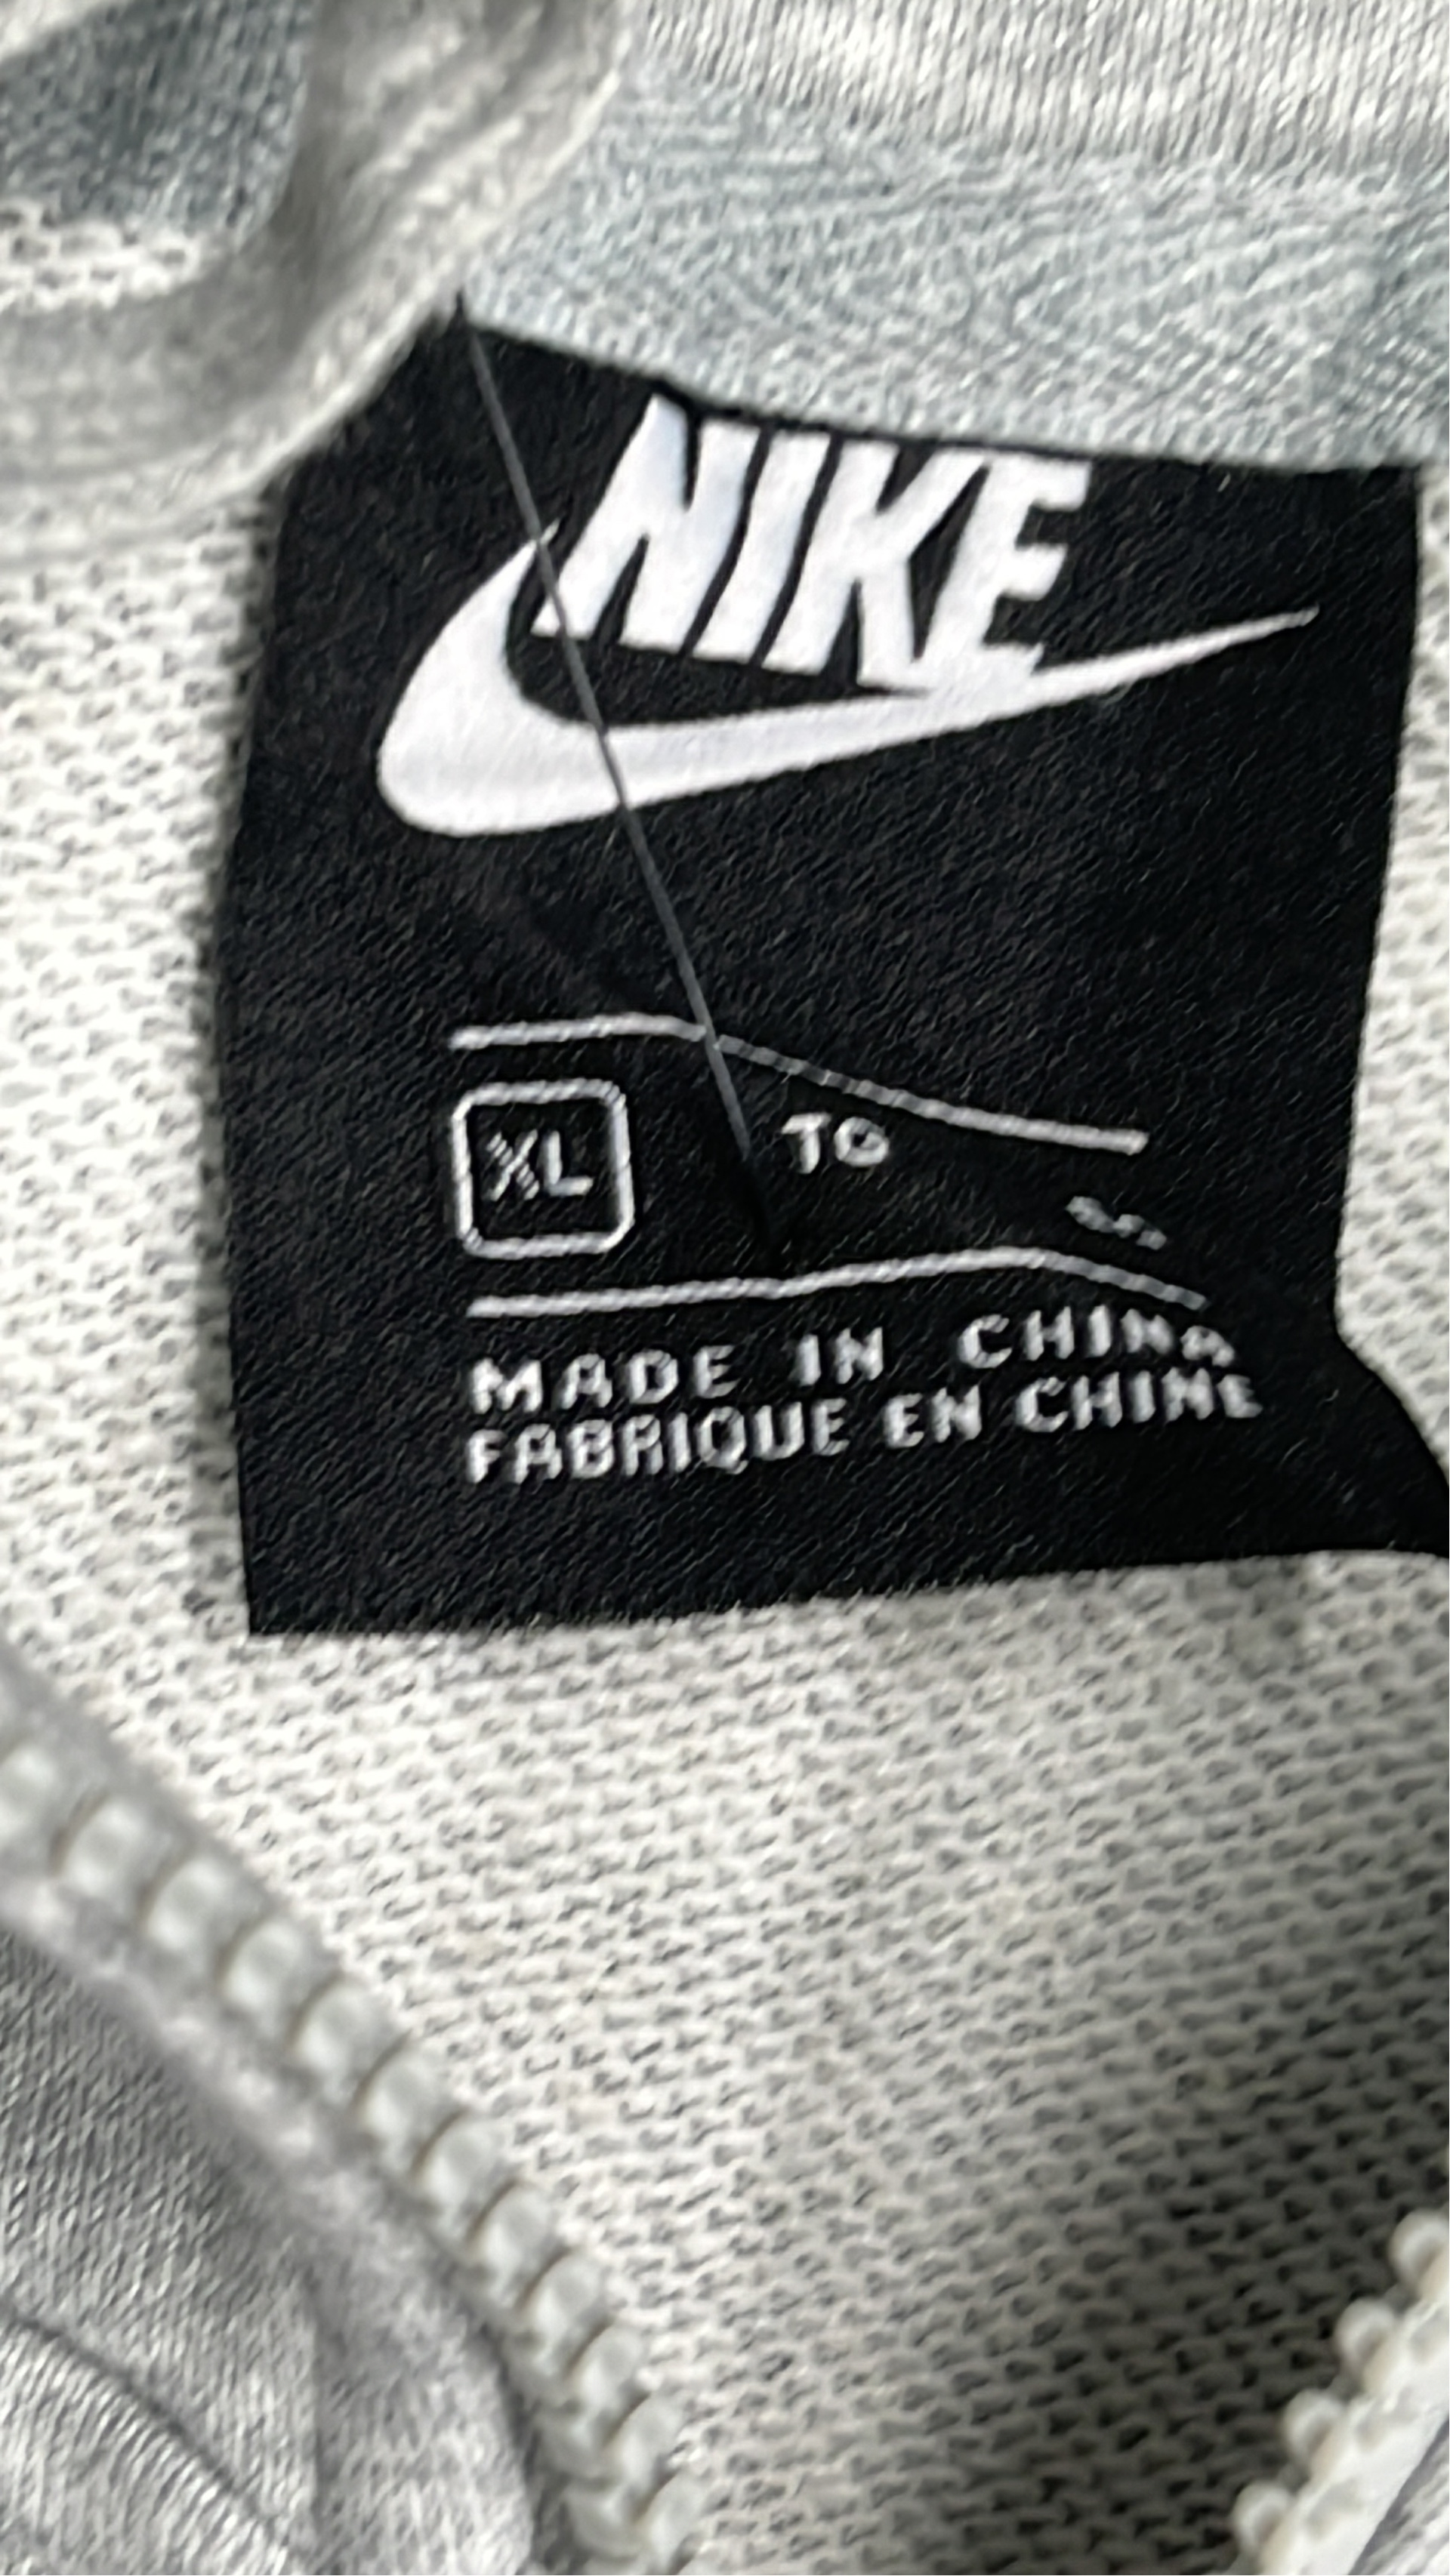 NIKE
XL TG
MADE IN CHINA
FABRIQUE EN CHINE